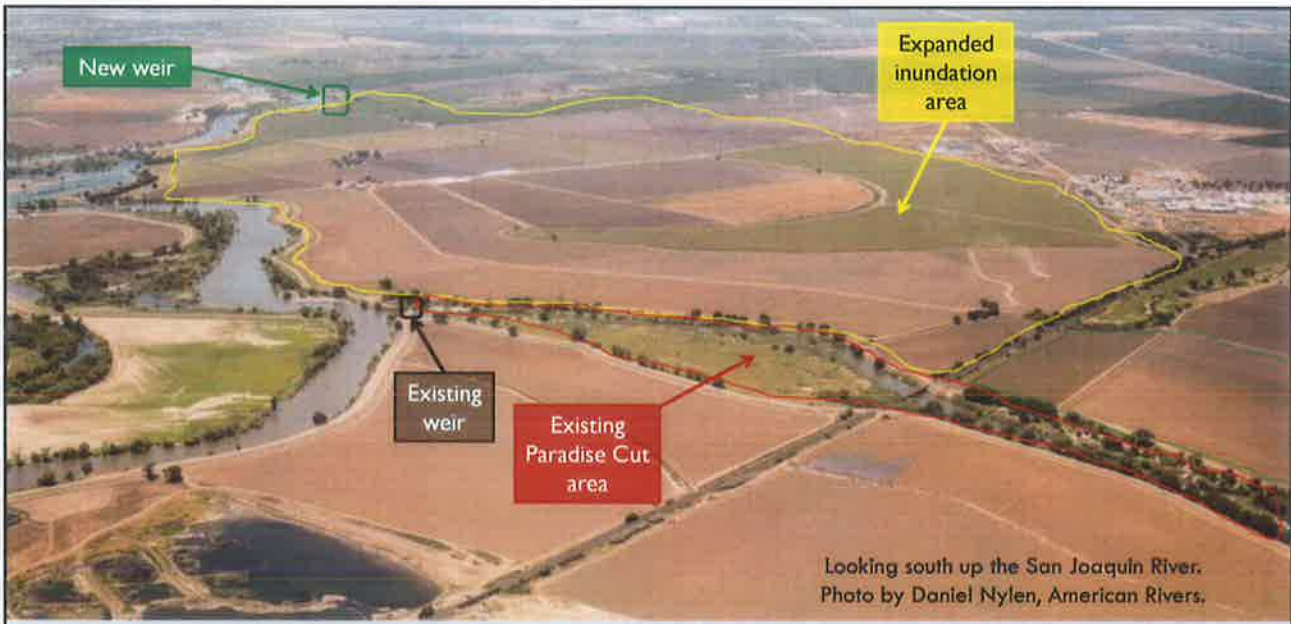 New weir
Expanded
inundation
area
Existing
weir
Existing
Paradise Cut
area
Looking south up the San Joaquin River.
Photo by Daniel Nylen, American Rivers.